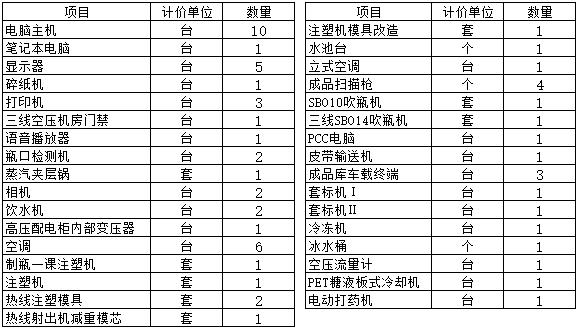 项目 计价单位 数量
电脑主机 台 10
笔记本电脑 台 1
显示器 台 5
碎纸机 台 1
打印机 台 3
三线空压机房门禁 台 1
语音播放器 台 1
瓶口检测机 台 2
蒸汽夹层锅 套 1
相机 台 2
饮水机 台 2
高压配电柜内部变压器 台 1
空调 台 6
制瓶一课注塑机 套 1
注塑机 套 1
热线注塑模具 套 2
热线射出机减重模芯 套 1
项目 计价单位 数量
注塑机模具改造 套 1
水池台 个 1
立式空调 台 1
成品扫描枪 个 4
SBO10吹瓶机 套 1
三线SBO14吹瓶机 套 1
PCC电脑 台 1
皮带输送机 台 1
成品库车载终端 台 3
套标机Ⅰ 台 1
套标机Ⅱ 台 1
冷冻机 台 1
冰水桶 个 1
空压流量计 台 1
PET糖液板式冷却机 台 1
电动打药机 台 1